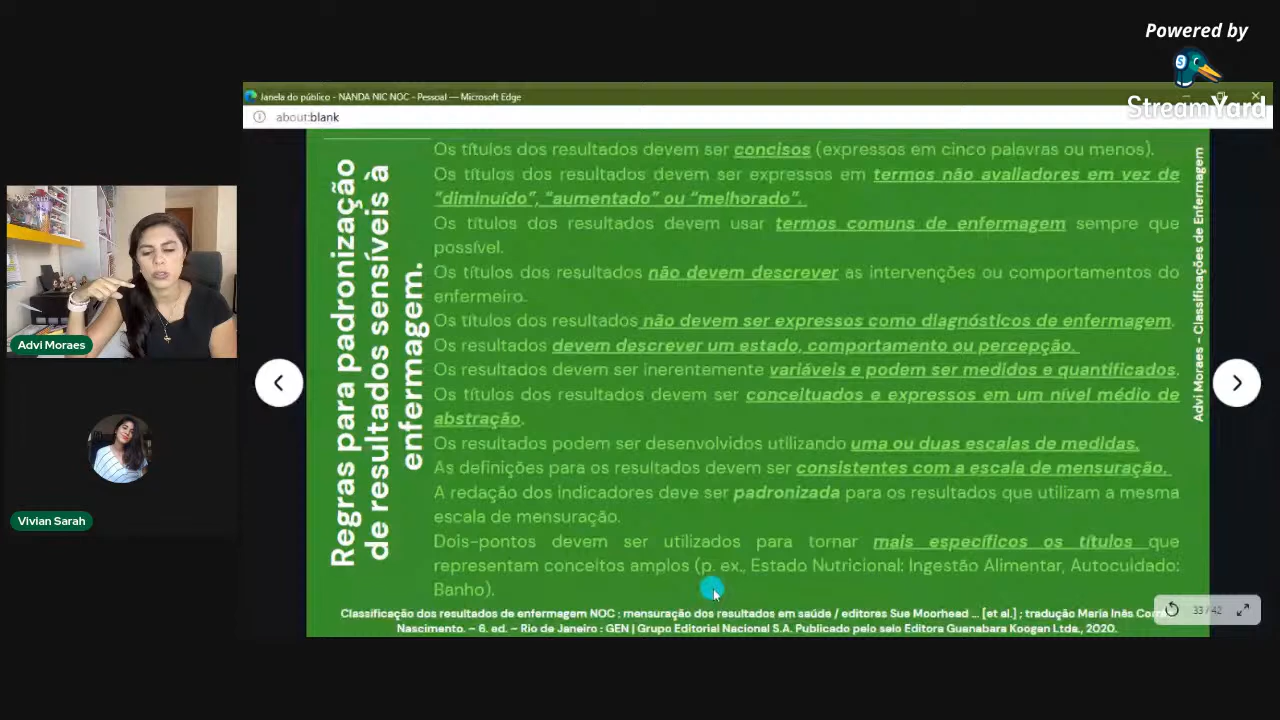 Powered by
StreamYard
Janela do público - NANDA NIC NOC - Pessoal — Microsoft Edge
about:blank
Regras para padronização
de resultados sensíveis à
enfermagem.
Os títulos dos resultados devem ser concisos (expressos em cinco palavras ou menos).
Os títulos dos resultados devem ser expressos em termos não avaliadores em vez de
“diminuído”, “aumentado” ou “melhorado”.
Os títulos dos resultados devem usar termos comuns de enfermagem sempre que
possível.
Os títulos dos resultados não devem descrever as intervenções ou comportamentos do
enfermeiro.
Os títulos dos resultados não devem ser expressos como diagnósticos de enfermagem.
Os resultados devem descrever um estado, comportamento ou percepção.
Os resultados devem ser inerentemente variáveis e podem ser medidos e quantificados.
Os títulos dos resultados devem ser conceituados e expressos em um nível médio de
abstração.
Os resultados podem ser desenvolvidos utilizando uma ou duas escalas de medidas.
As definições para os resultados devem ser consistentes com a escala de mensuração.
A redação dos indicadores deve ser padronizada para os resultados que utilizam a mesma
escala de mensuração.
Dois-pontos devem ser utilizados para tornar mais específicos os títulos que
representam conceitos amplos (p. ex., Estado Nutricional: Ingestão Alimentar, Autocuidado:
Banho).
Classificação dos resultados de enfermagem NOC : mensuração dos resultados em saúde / editores Sue Moorhead ... [et al.] ; tradução Maria Inês
Nascimento. – 6. ed. – Rio de Janeiro : GEN | Grupo Editorial Nacional S.A. Publicado pelo selo Editora Guanabara Koogan Ltda., 2020.
Advi Moraes - Classificações de Enfermagem
33 / 42
Advi Moraes
Vivian Sarah